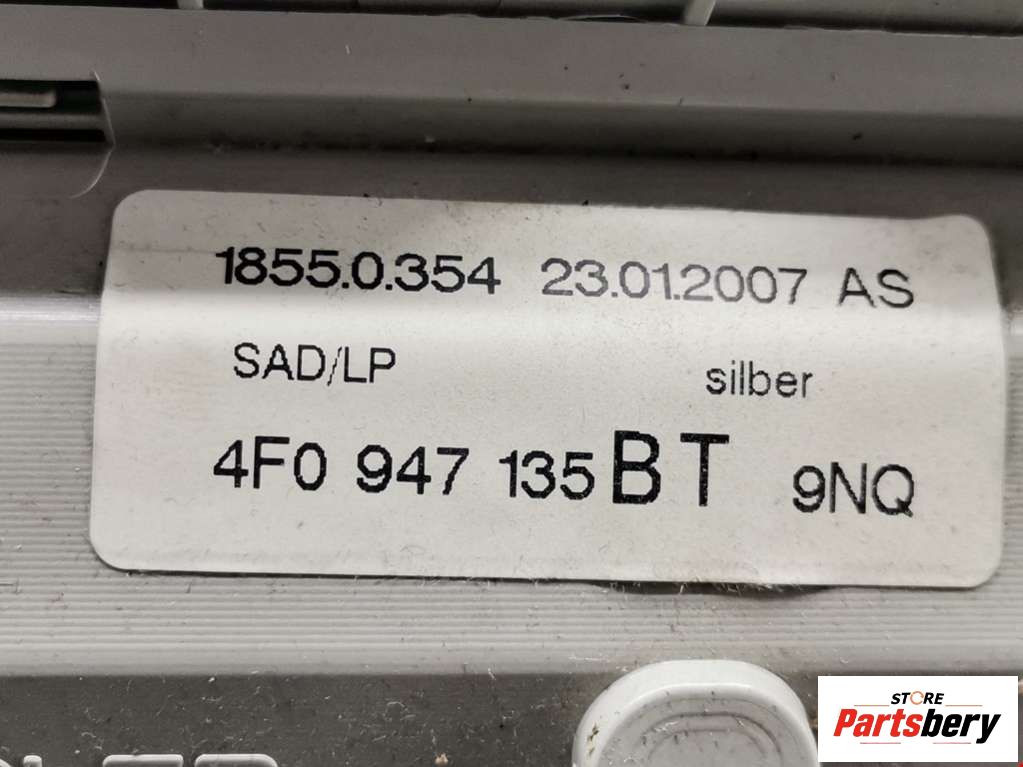 1855.0.354 23.01.2007 AS
SAD/LP silber
4F0 947 135 BT 9NQ
STORE
Partsbery